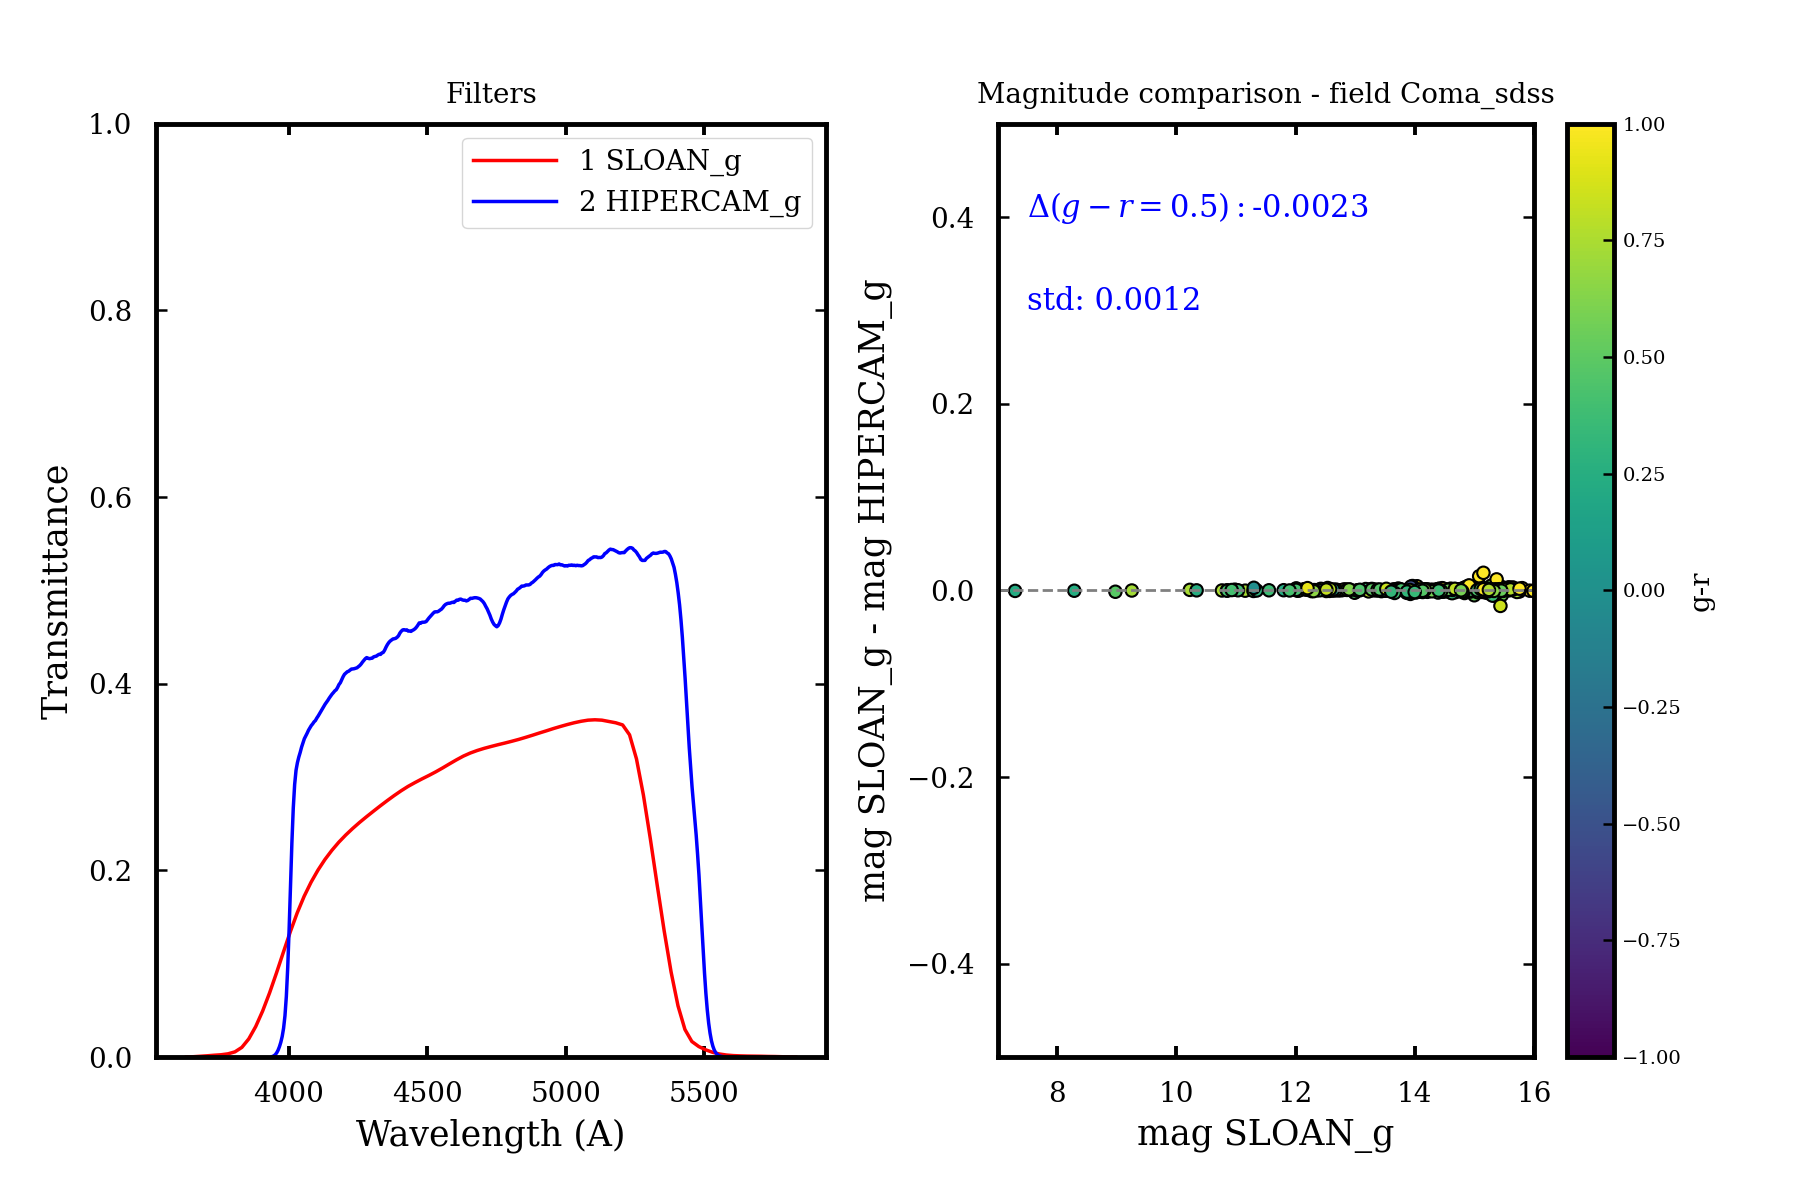 Filters
1.0
0.8
0.6
0.4
0.2
0.0
Transmittance
1 SLOAN_g
2 HIPERCAM_g
4000 4500 5000 5500
Wavelength (A)
Magnitude comparison - field Coma_sdss
mag SLOAN_g - mag HIPERCAM_g
0.4
0.2
0.0
−0.2
−0.4
Δ(g − r = 0.5) : -0.0023
std: 0.0012
8 10 12 14 16
mag SLOAN_g
1.00
0.75
0.50
0.25
0.00
−0.25
−0.50
−0.75
−1.00
g-r